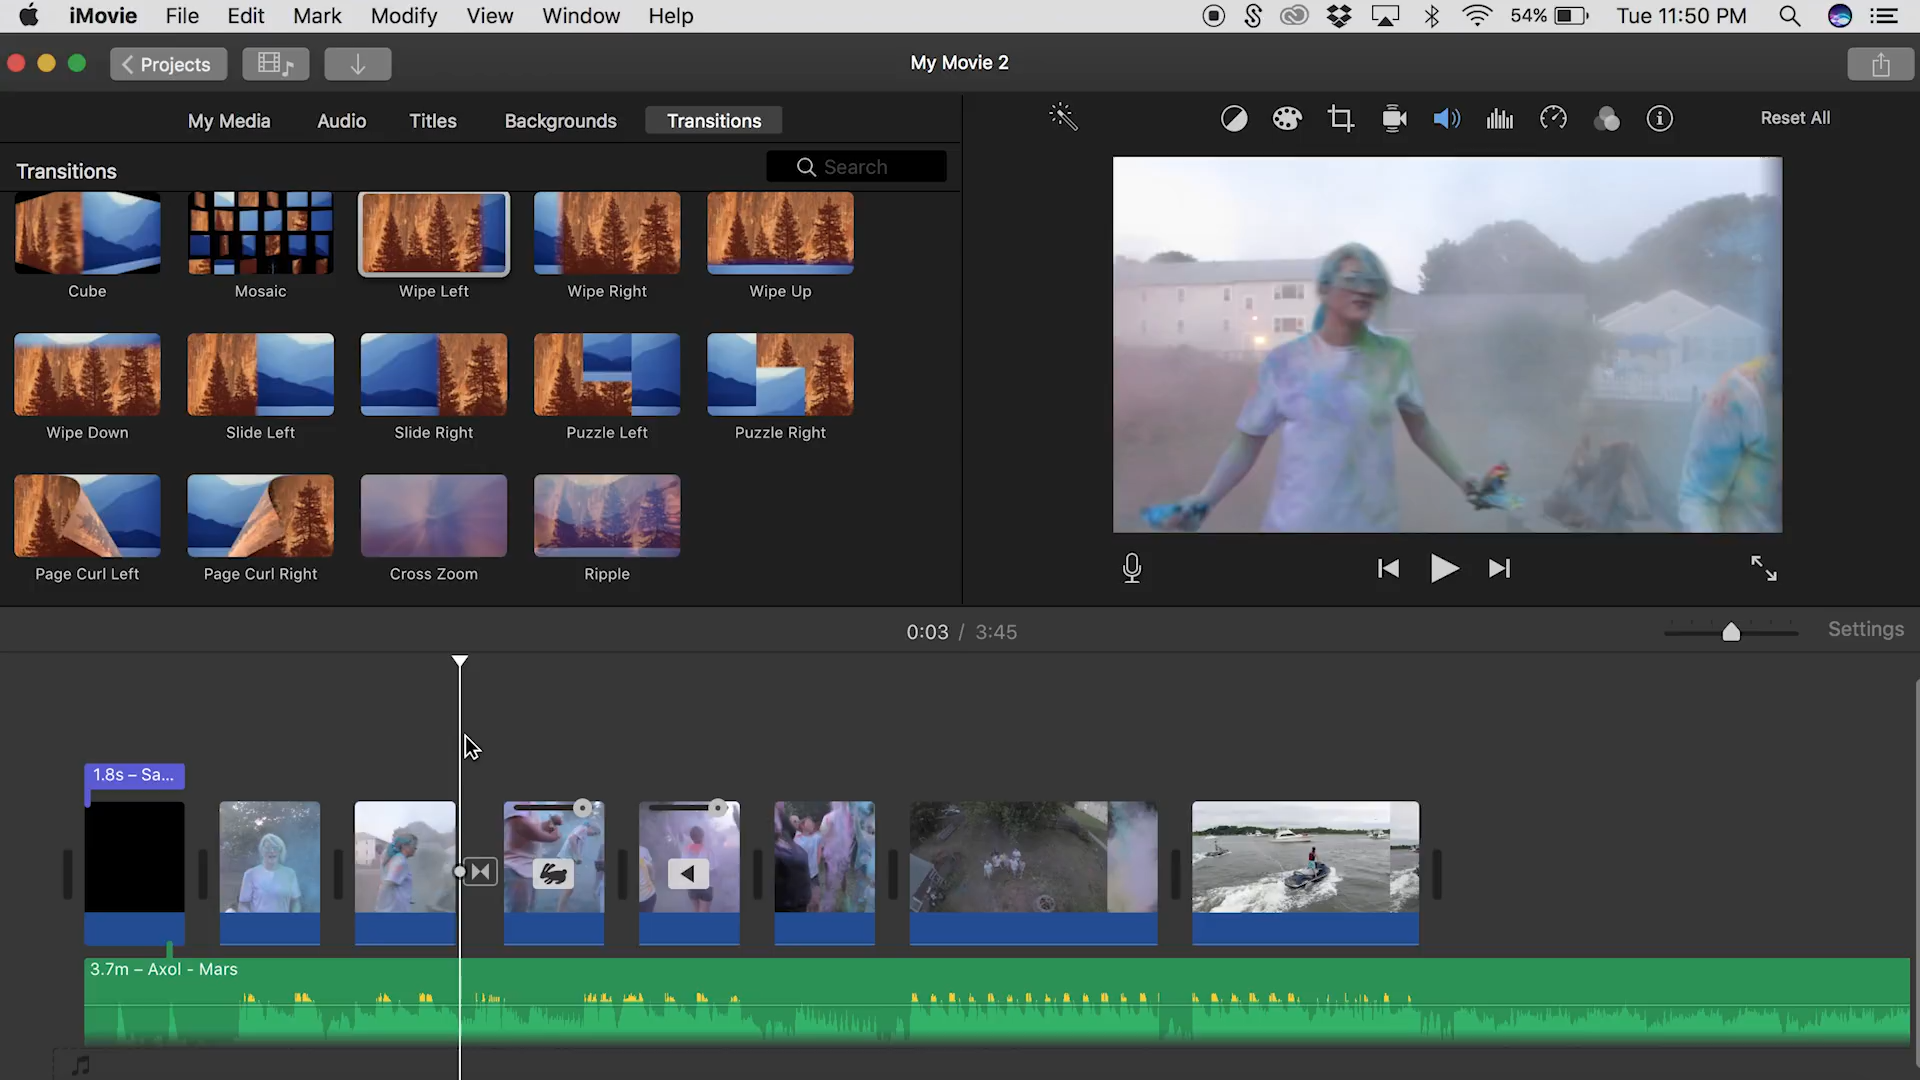 iMovie File Edit Mark Modify View Window Help 54% Tue 11:50 PM
Projects My Movie 2
My Media Audio Titles Backgrounds Transitions Reset All
Transitions Search
Cube Mosaic Wipe Left Wipe Right Wipe Up
Wipe Down Slide Left Slide Right Puzzle Left Puzzle Right
Page Curl Left Page Curl Right Cross Zoom Ripple
0:03 / 3:45 Settings
1.8s – Sa...
3.7m – Axol - Mars